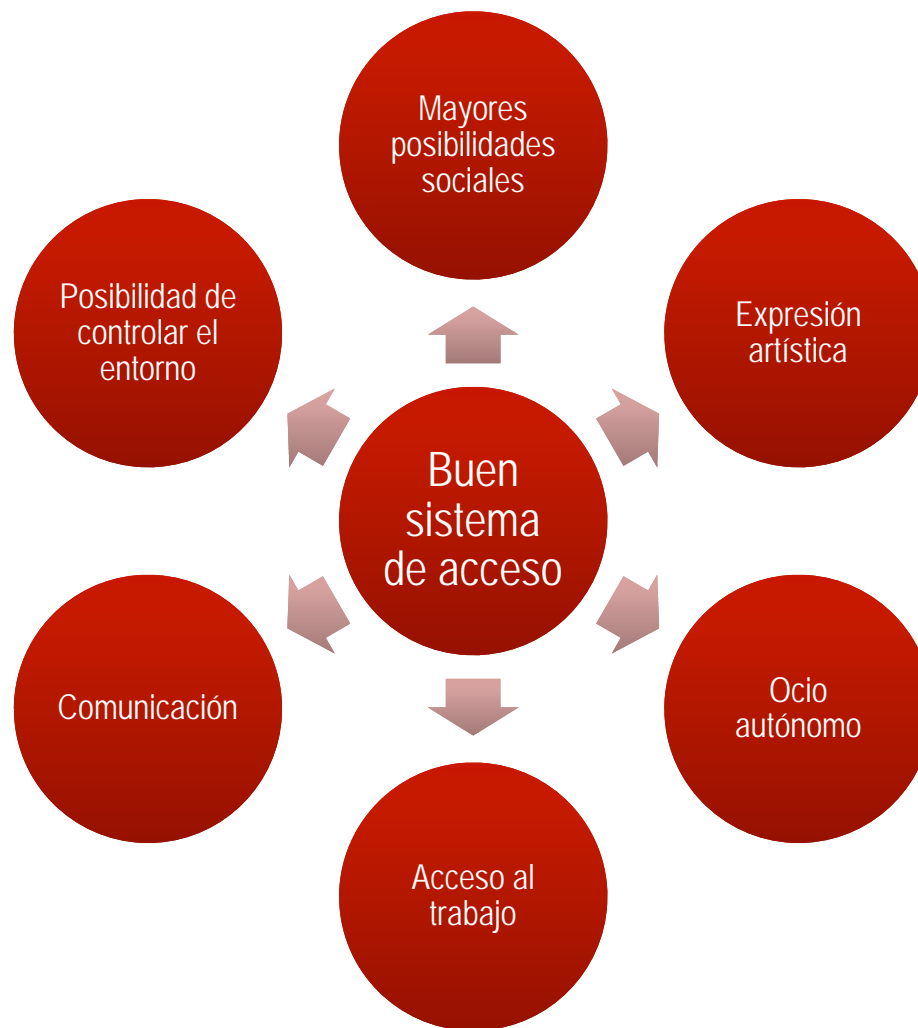 Mayores
posibilidades
sociales
Posibilidad de
controlar el
entorno
Expresión
artística
Buen
sistema
de acceso
Comunicación
Ocio
autónomo
Acceso al
trabajo